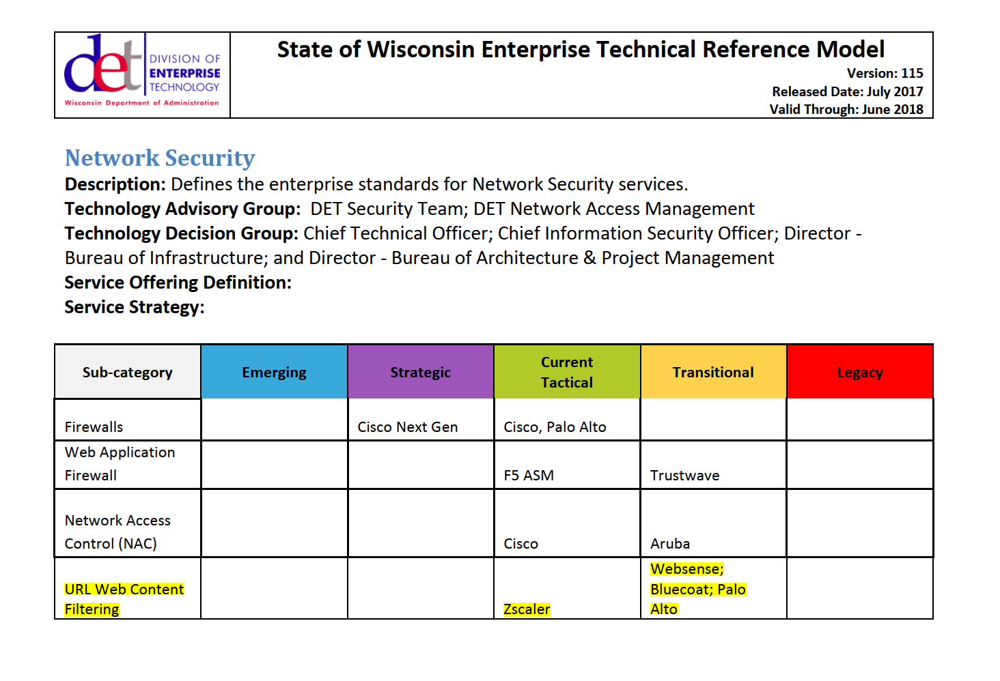 det
DIVISION OF
ENTERPRISE
TECHNOLOGY
Wisconsin Department of Administration
State of Wisconsin Enterprise Technical Reference Model
Version: 115
Released Date: July 2017
Valid Through: June 2018
Network Security
Description: Defines the enterprise standards for Network Security services.
Technology Advisory Group:  DET Security Team; DET Network Access Management
Technology Decision Group: Chief Technical Officer; Chief Information Security Officer; Director -
Bureau of Infrastructure; and Director - Bureau of Architecture & Project Management
Service Offering Definition:
Service Strategy:
Sub-category
Emerging
Strategic
Current
Tactical
Transitional
Legacy
Firewalls
Cisco Next Gen
Cisco, Palo Alto
Web Application
Firewall
F5 ASM
Trustwave
Network Access
Control (NAC)
Cisco
Aruba
URL Web Content
Filtering
Zscaler
Websense;
Bluecoat; Palo
Alto